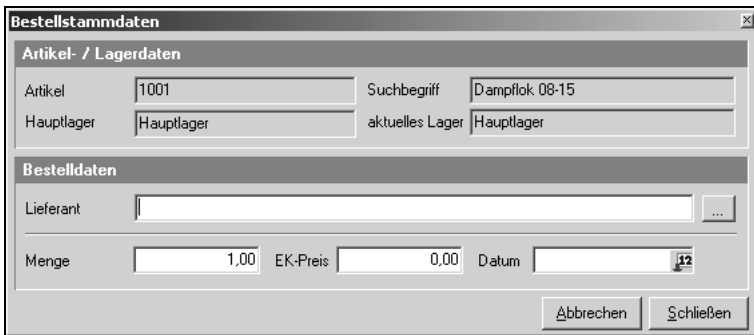 Bestellstammdaten
Artikel- / Lagerdaten
Artikel 1001 Suchbegriff Dampflok 08-15
Hauptlager Hauptlager aktuelles Lager Hauptlager
Bestelldaten
Lieferant ...
Menge 1,00 EK-Preis 0,00 Datum 12
Abbrechen Schließen